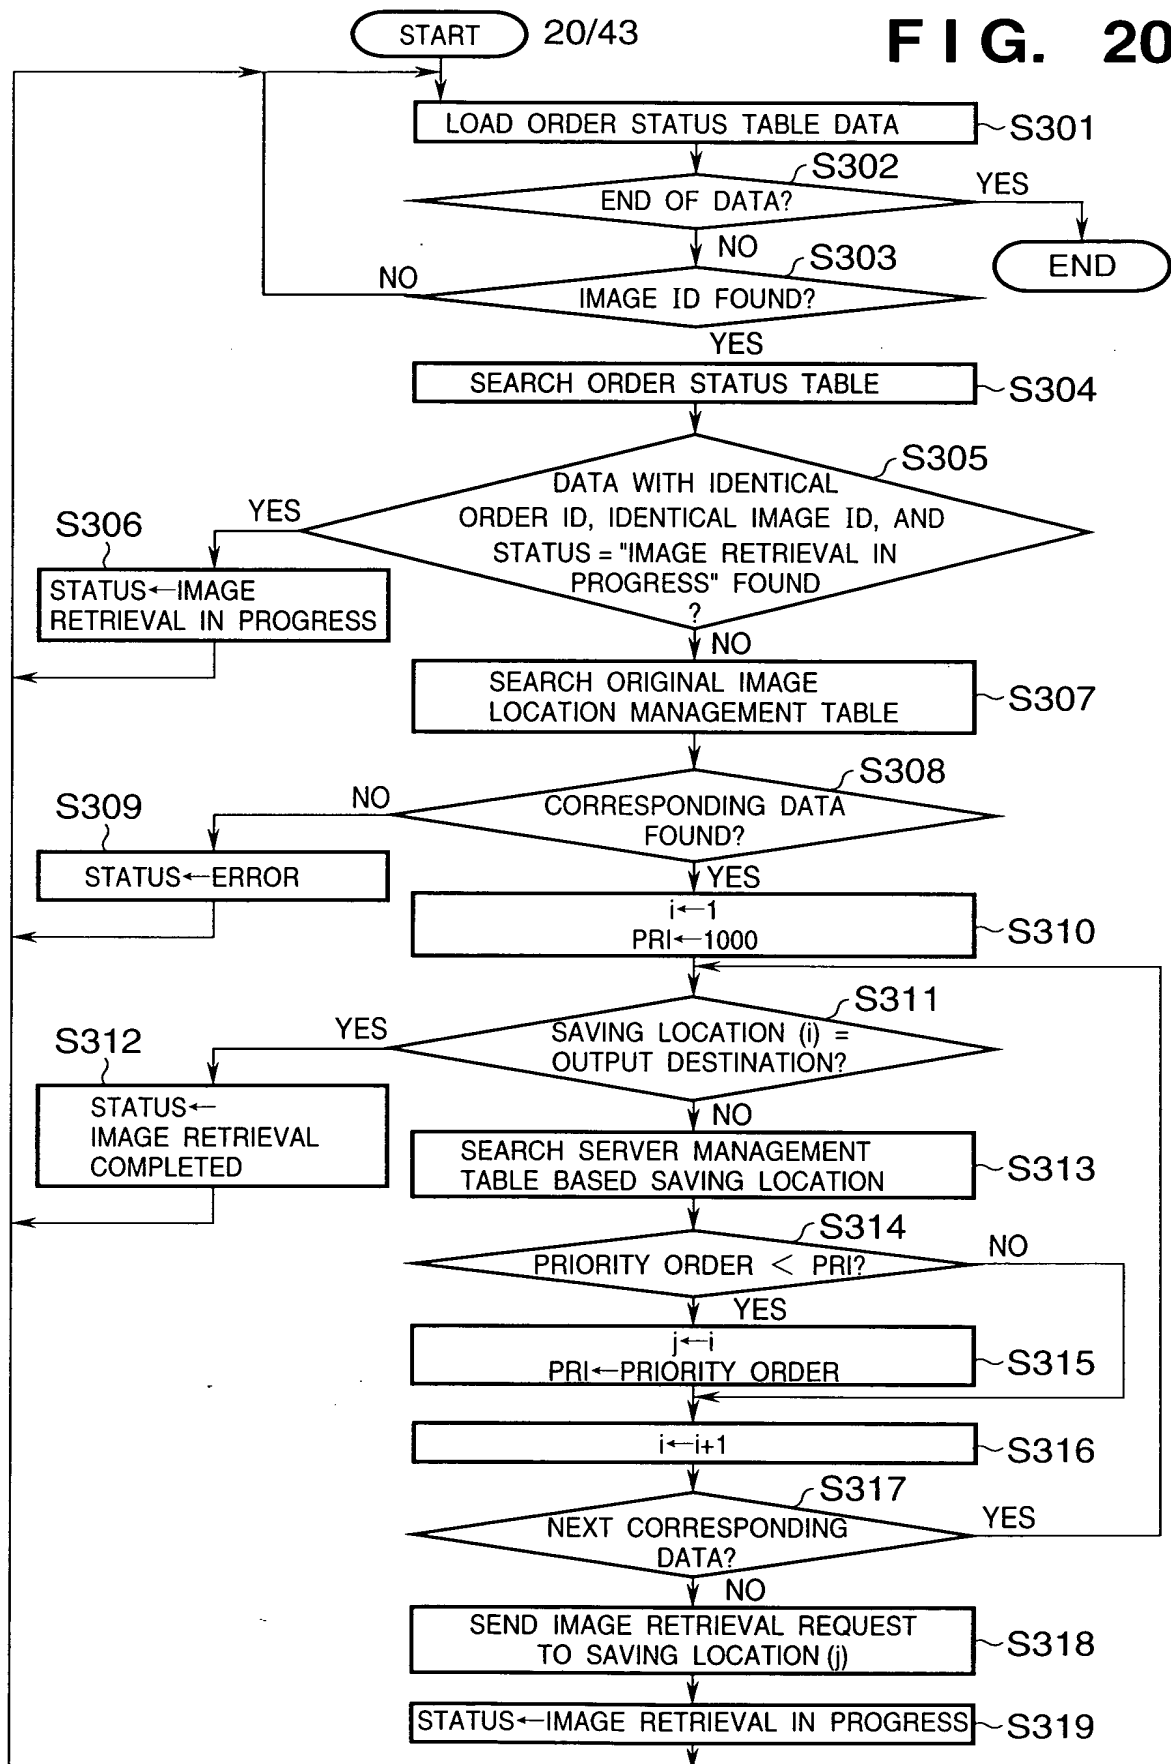 START 20/43
FIG. 20
LOAD ORDER STATUS TABLE DATA
S301
S302
END OF DATA?
YES
NO
END
S303
NO
IMAGE ID FOUND?
YES
SEARCH ORDER STATUS TABLE
S304
S305
DATA WITH IDENTICAL
ORDER ID, IDENTICAL IMAGE ID, AND
STATUS = "IMAGE RETRIEVAL IN
PROGRESS" FOUND
?
YES
S306
STATUS←IMAGE
RETRIEVAL IN PROGRESS
NO
SEARCH ORIGINAL IMAGE
LOCATION MANAGEMENT TABLE
S307
S308
CORRESPONDING DATA
FOUND?
NO
S309
STATUS←ERROR
YES
i←1
PRI←1000
S310
S311
SAVING LOCATION (i) =
OUTPUT DESTINATION?
YES
S312
STATUS←
IMAGE RETRIEVAL
COMPLETED
NO
SEARCH SERVER MANAGEMENT
TABLE BASED SAVING LOCATION
S313
S314
PRIORITY ORDER < PRI?
NO
YES
j←i
PRI←PRIORITY ORDER
S315
i←i+1
S316
S317
NEXT CORRESPONDING
DATA?
YES
NO
SEND IMAGE RETRIEVAL REQUEST
TO SAVING LOCATION (j)
S318
STATUS←IMAGE RETRIEVAL IN PROGRESS
S319